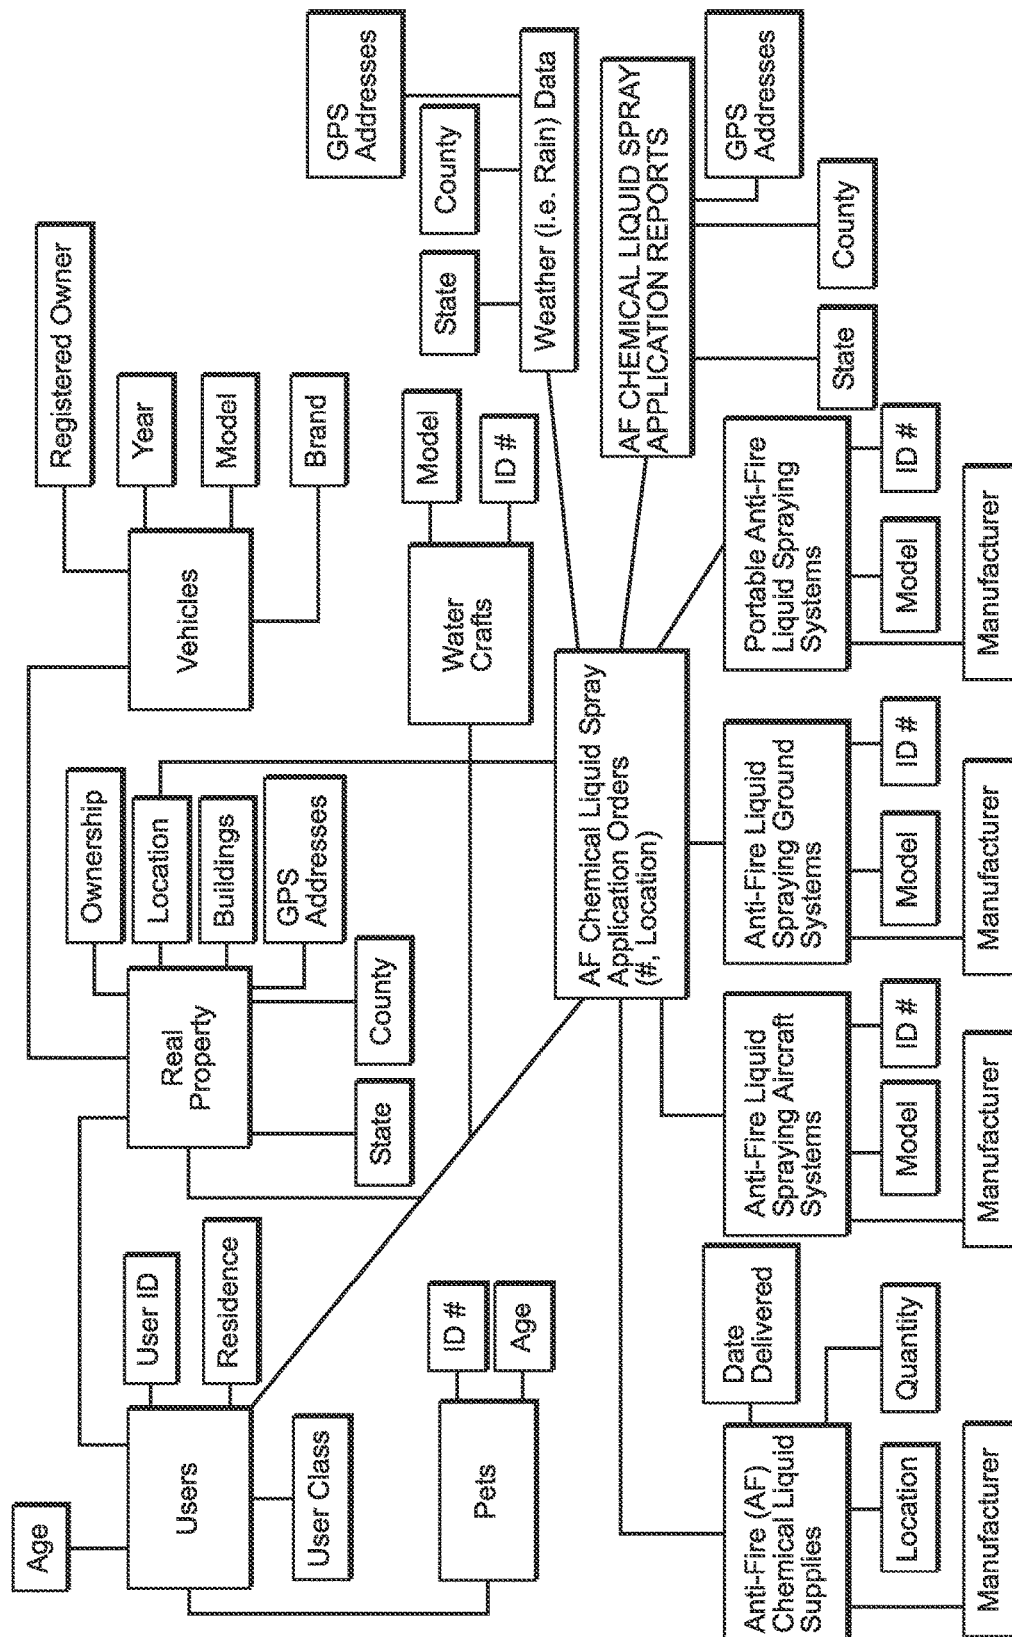 Age
Users
User ID
Residence
User Class
Pets
ID #
Age
Real
Property
Ownership
Location
Buildings
GPS
Addresses
County
State
Vehicles
Registered Owner
Year
Model
Brand
Water
Crafts
Model
ID #
GPS
Addresses
County
State
Weather (i.e. Rain) Data
AF Chemical Liquid Spray
Application Orders
(#, Location)
AF CHEMICAL LIQUID SPRAY
APPLICATION REPORTS
GPS
Addresses
County
State
Anti-Fire (AF)
Chemical Liquid
Supplies
Date
Delivered
Quantity
Location
Manufacturer
Anti-Fire Liquid
Spraying Aircraft
Systems
ID #
Model
Manufacturer
Anti-Fire Liquid
Spraying Ground
Systems
ID #
Model
Manufacturer
Portable Anti-Fire
Liquid Spraying
Systems
ID #
Model
Manufacturer